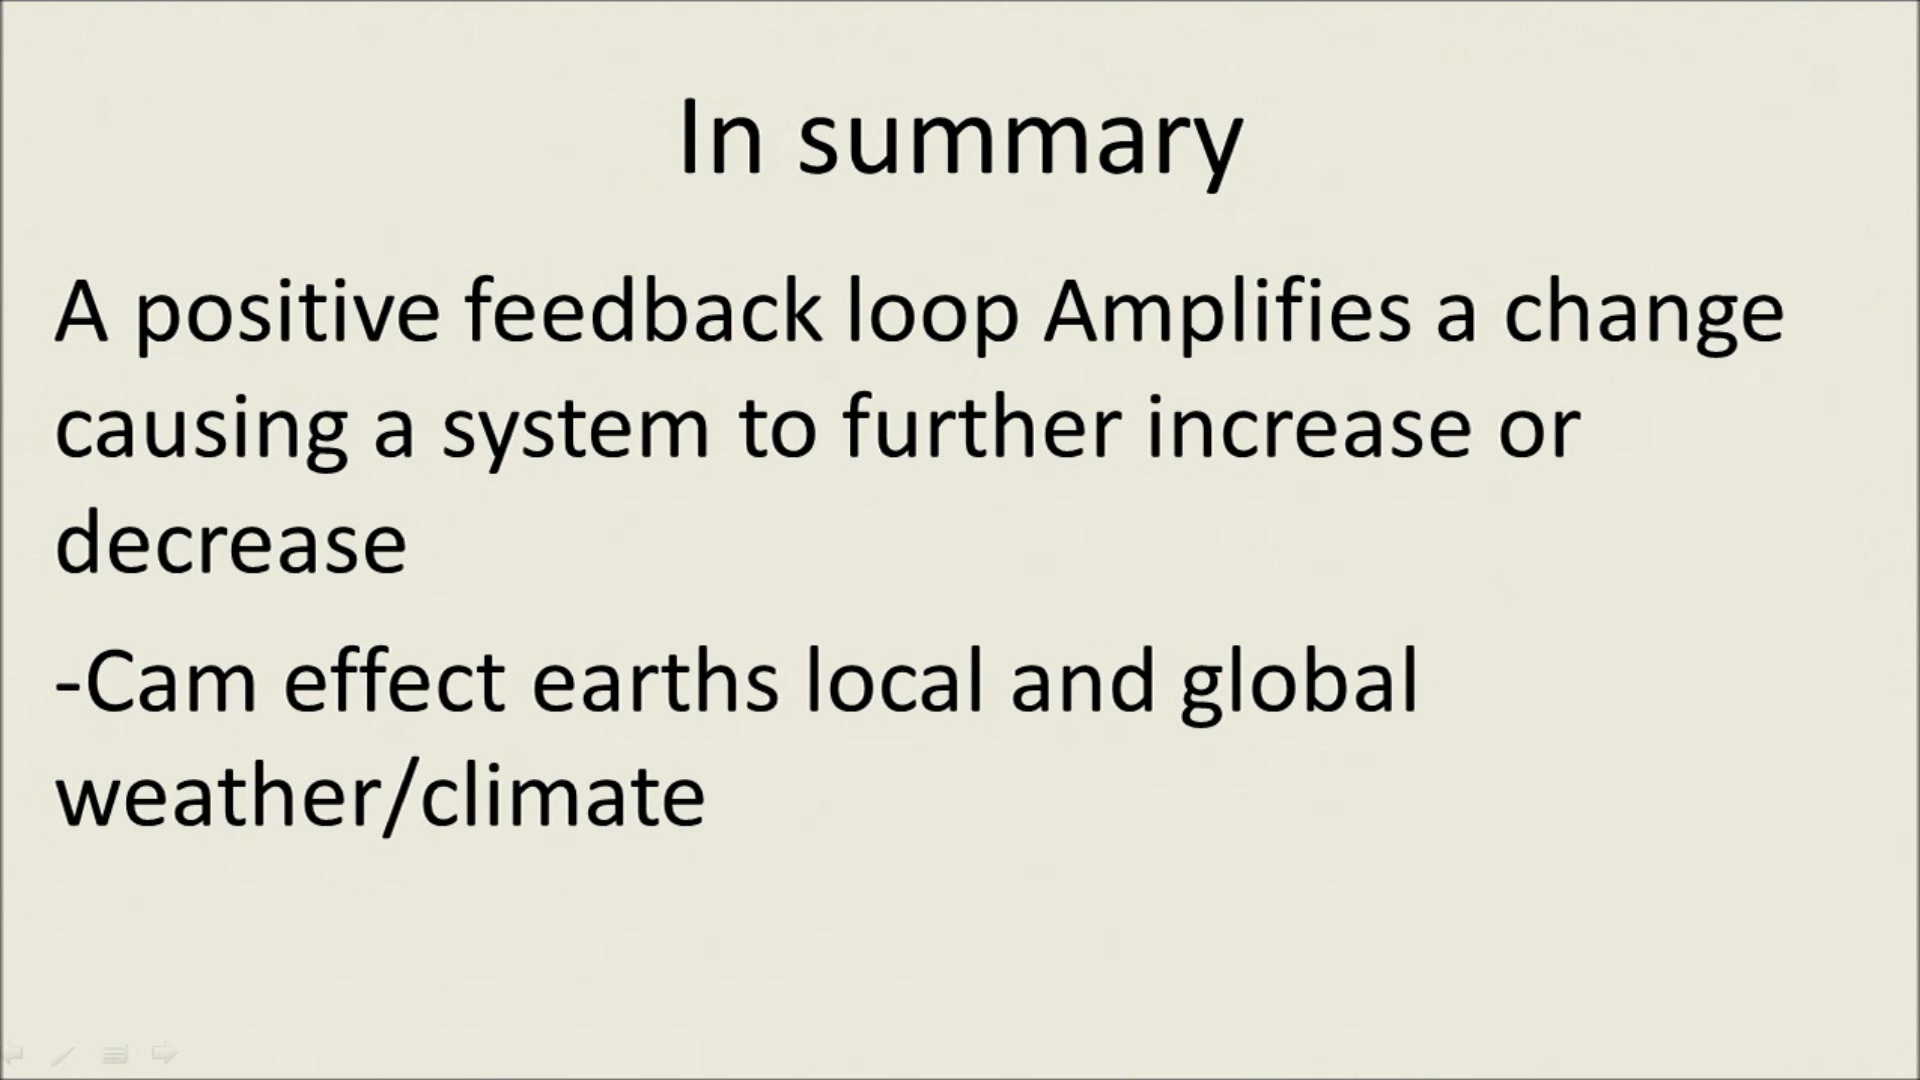 In summary
A positive feedback loop Amplifies a change
causing a system to further increase or
decrease
-Cam effect earths local and global
weather/climate